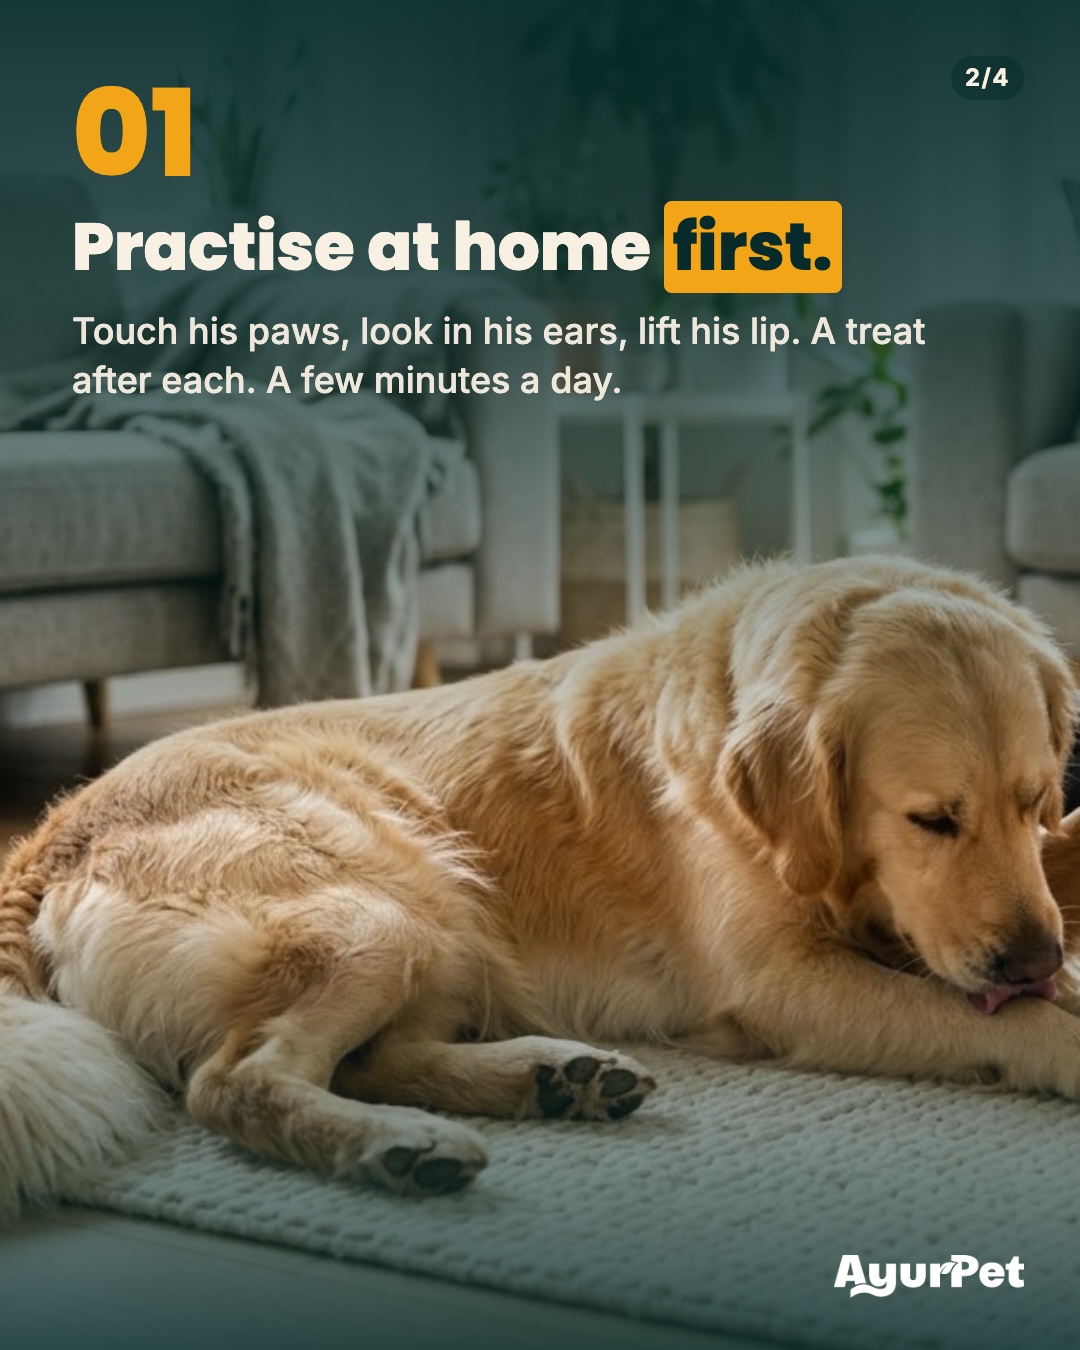 2/4
01
Practise at home first.
Touch his paws, look in his ears, lift his lip. A treat
after each. A few minutes a day.
AyurPet